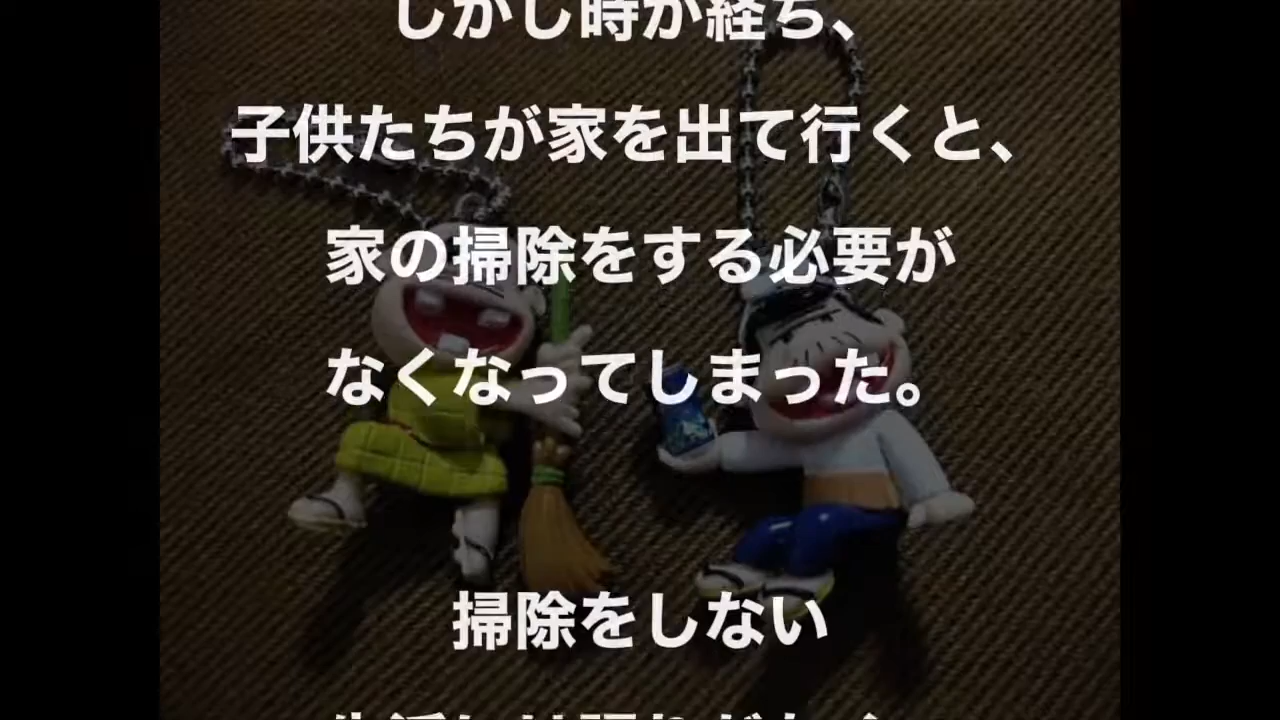 しかし時が経ち、
子供たちが家を出て行くと、
家の掃除をする必要が
なくなってしまった。
掃除をしない